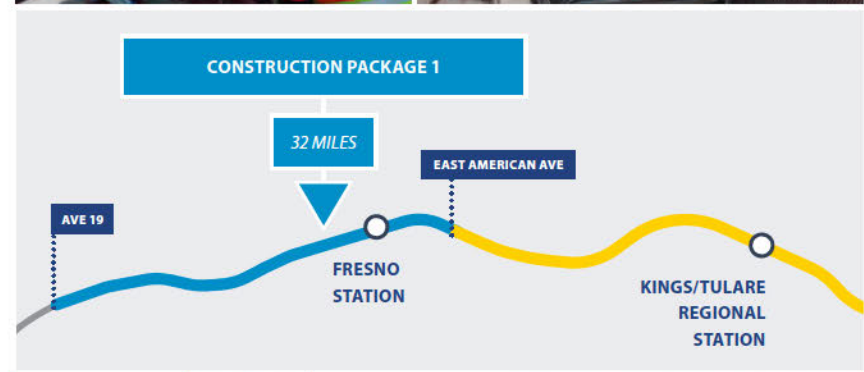 CONSTRUCTION PACKAGE 1
32 MILES
EAST AMERICAN AVE
AVE 19
FRESNO
STATION
KINGS/TULARE
REGIONAL
STATION